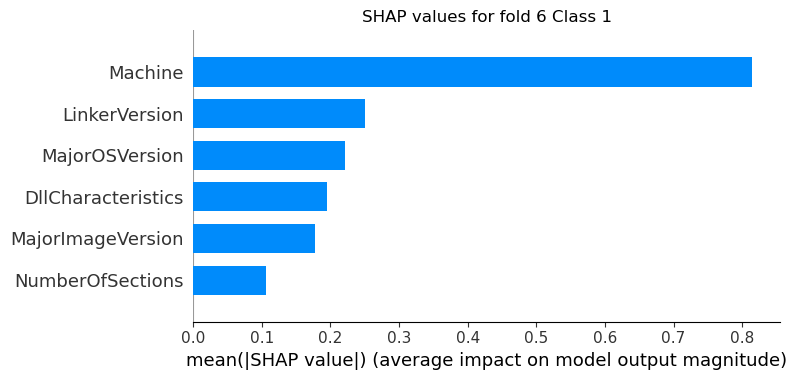 SHAP values for fold 6 Class 1
Machine
LinkerVersion
MajorOSVersion
DllCharacteristics
MajorImageVersion
NumberOfSections
0.0 0.1 0.2 0.3 0.4 0.5 0.6 0.7 0.8
mean(|SHAP value|) (average impact on model output magnitude)